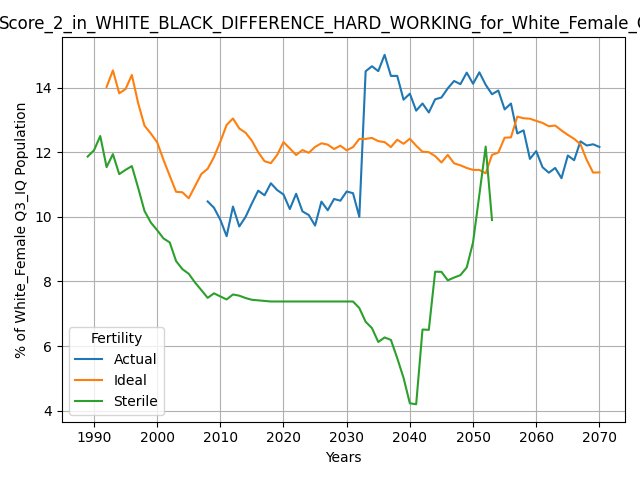 Score_2_in_WHITE_BLACK_DIFFERENCE_HARD_WORKING_for_White_Female_
% of White_Female Q3_IQ Population
14
12
10
8
6
4
Fertility
Actual
Ideal
Sterile
1990 2000 2010 2020 2030 2040 2050 2060 2070
Years